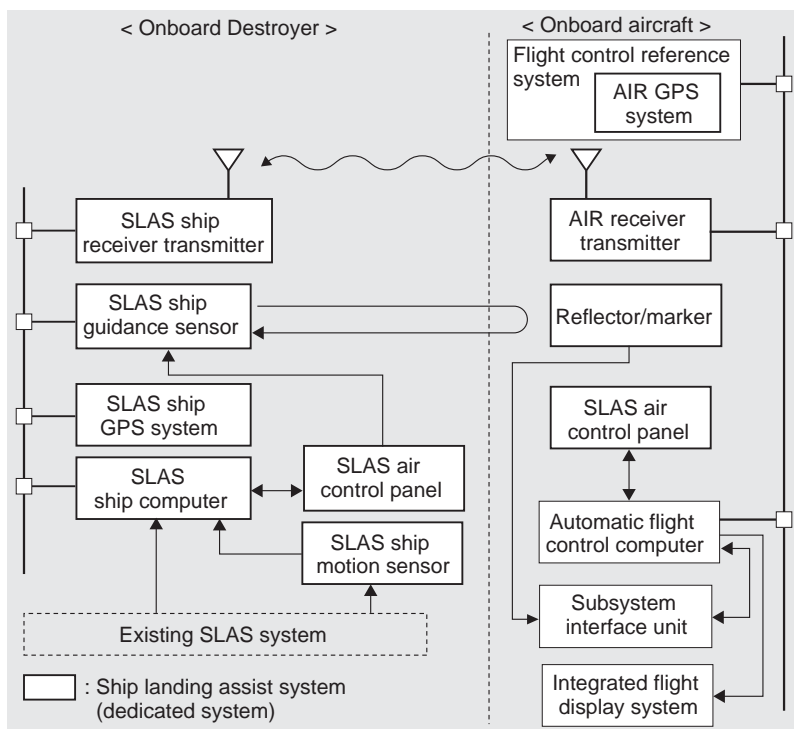 < Onboard Destroyer >
< Onboard aircraft >
Flight control reference
system
AIR GPS
system
SLAS ship
receiver transmitter
AIR receiver
transmitter
SLAS ship
guidance sensor
Reflector/marker
SLAS ship
GPS system
SLAS air
control panel
SLAS
ship computer
SLAS air
control panel
Automatic flight
control computer
SLAS ship
motion sensor
Existing SLAS system
Subsystem
interface unit
: Ship landing assist system
(dedicated system)
Integrated flight
display system